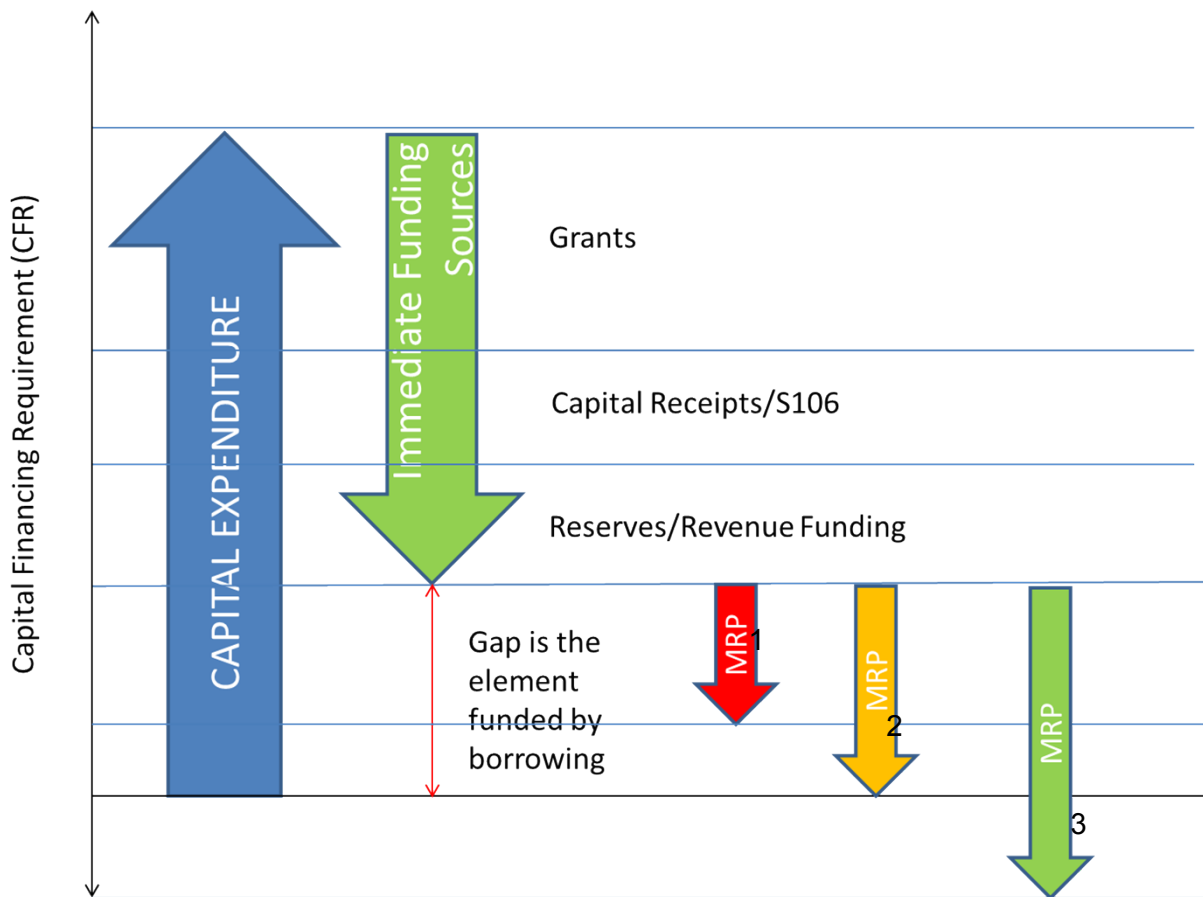 Capital Financing Requirement (CFR)
CAPITAL EXPENDITURE
Immediate Funding
Sources
Grants
Capital Receipts/S106
Reserves/Revenue Funding
Gap is the
element
funded by
borrowing
MRP 1
MRP 2
MRP 3